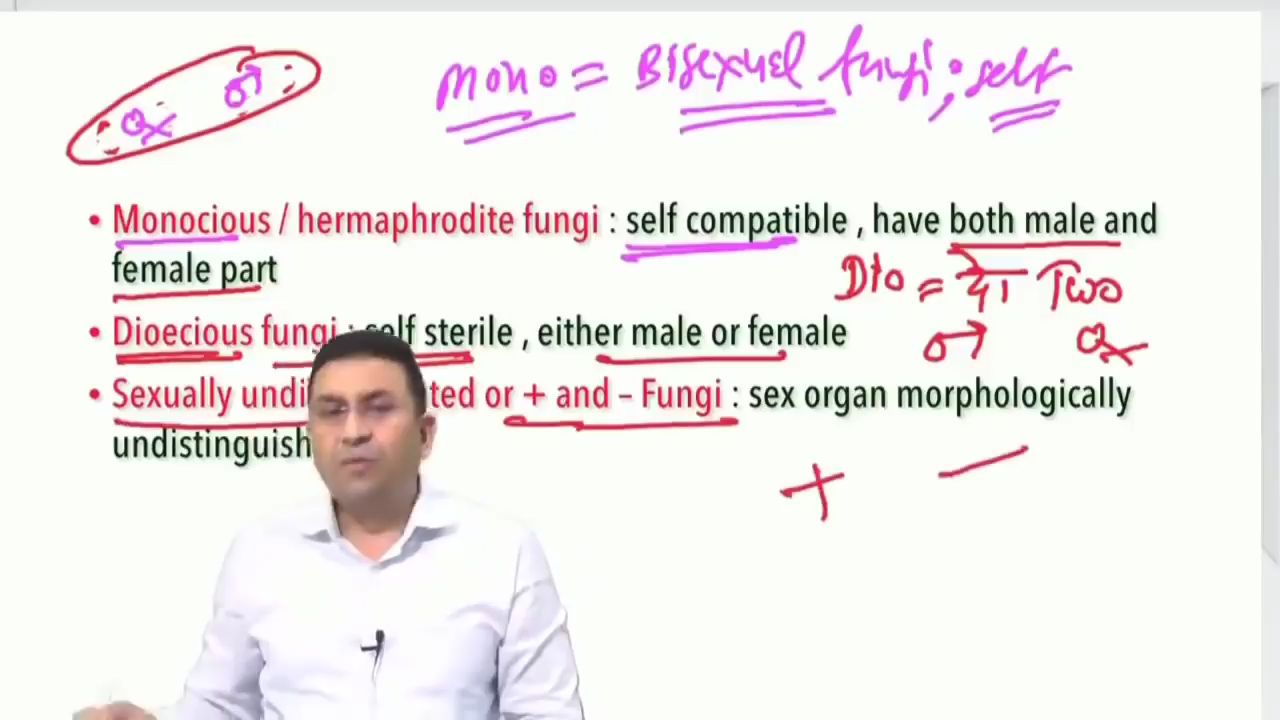 mono = Bisexual fungi; self
♀ ♂
• Monocious / hermaphrodite fungi : self compatible , have both male and
female part
Dio = Two
• Dioecious fungi : self sterile , either male or female
♂ ♀
• Sexually undi ted or + and – Fungi : sex organ morphologically
undistinguish
+ –